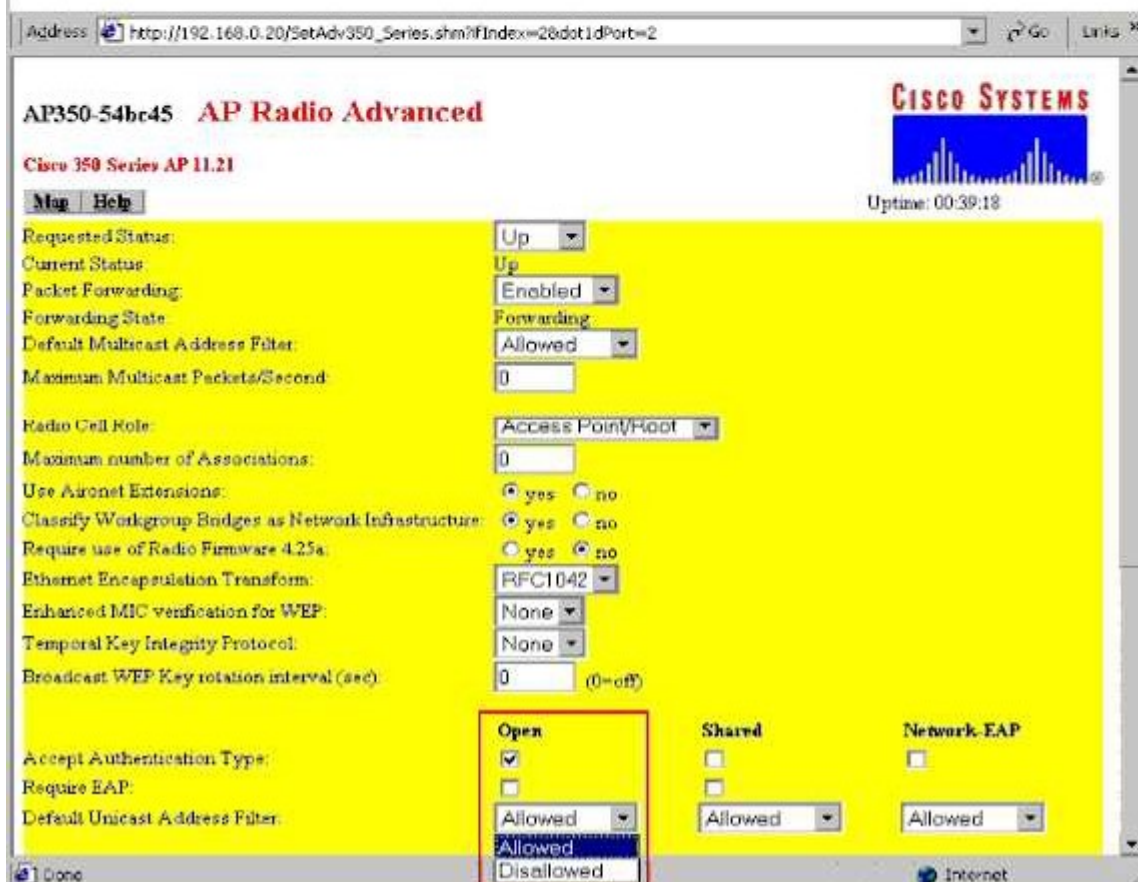 Address http://192.168.0.20/SetAdv350_Series.shm?ifIndex=2&dot1dPort=2 Go Links »
AP350-54bc45 AP Radio Advanced
CISCO SYSTEMS
Cisco 350 Series AP 11.21
Map Help
Uptime: 00:39:18
Requested Status: Up
Current Status: Up
Packet Forwarding: Enabled
Forwarding State: Forwarding
Default Multicast Address Filter: Allowed
Maximum Multicast Packets/Second: 0
Radio Cell Role: Access Point/Root
Maximum number of Associations: 0
Use Aironet Extensions: yes no
Classify Workgroup Bridges as Network Infrastructure: yes no
Require use of Radio Firmware 4.25a: yes no
Ethernet Encapsulation Transform: RFC1042
Enhanced MIC verification for WEP: None
Temporal Key Integrity Protocol: None
Broadcast WEP Key rotation interval (sec): 0 (0=off)
Open Shared Network-EAP
Accept Authentication Type:
Require EAP:
Default Unicast Address Filter: Allowed Allowed Allowed
Allowed
Disallowed
Done Internet